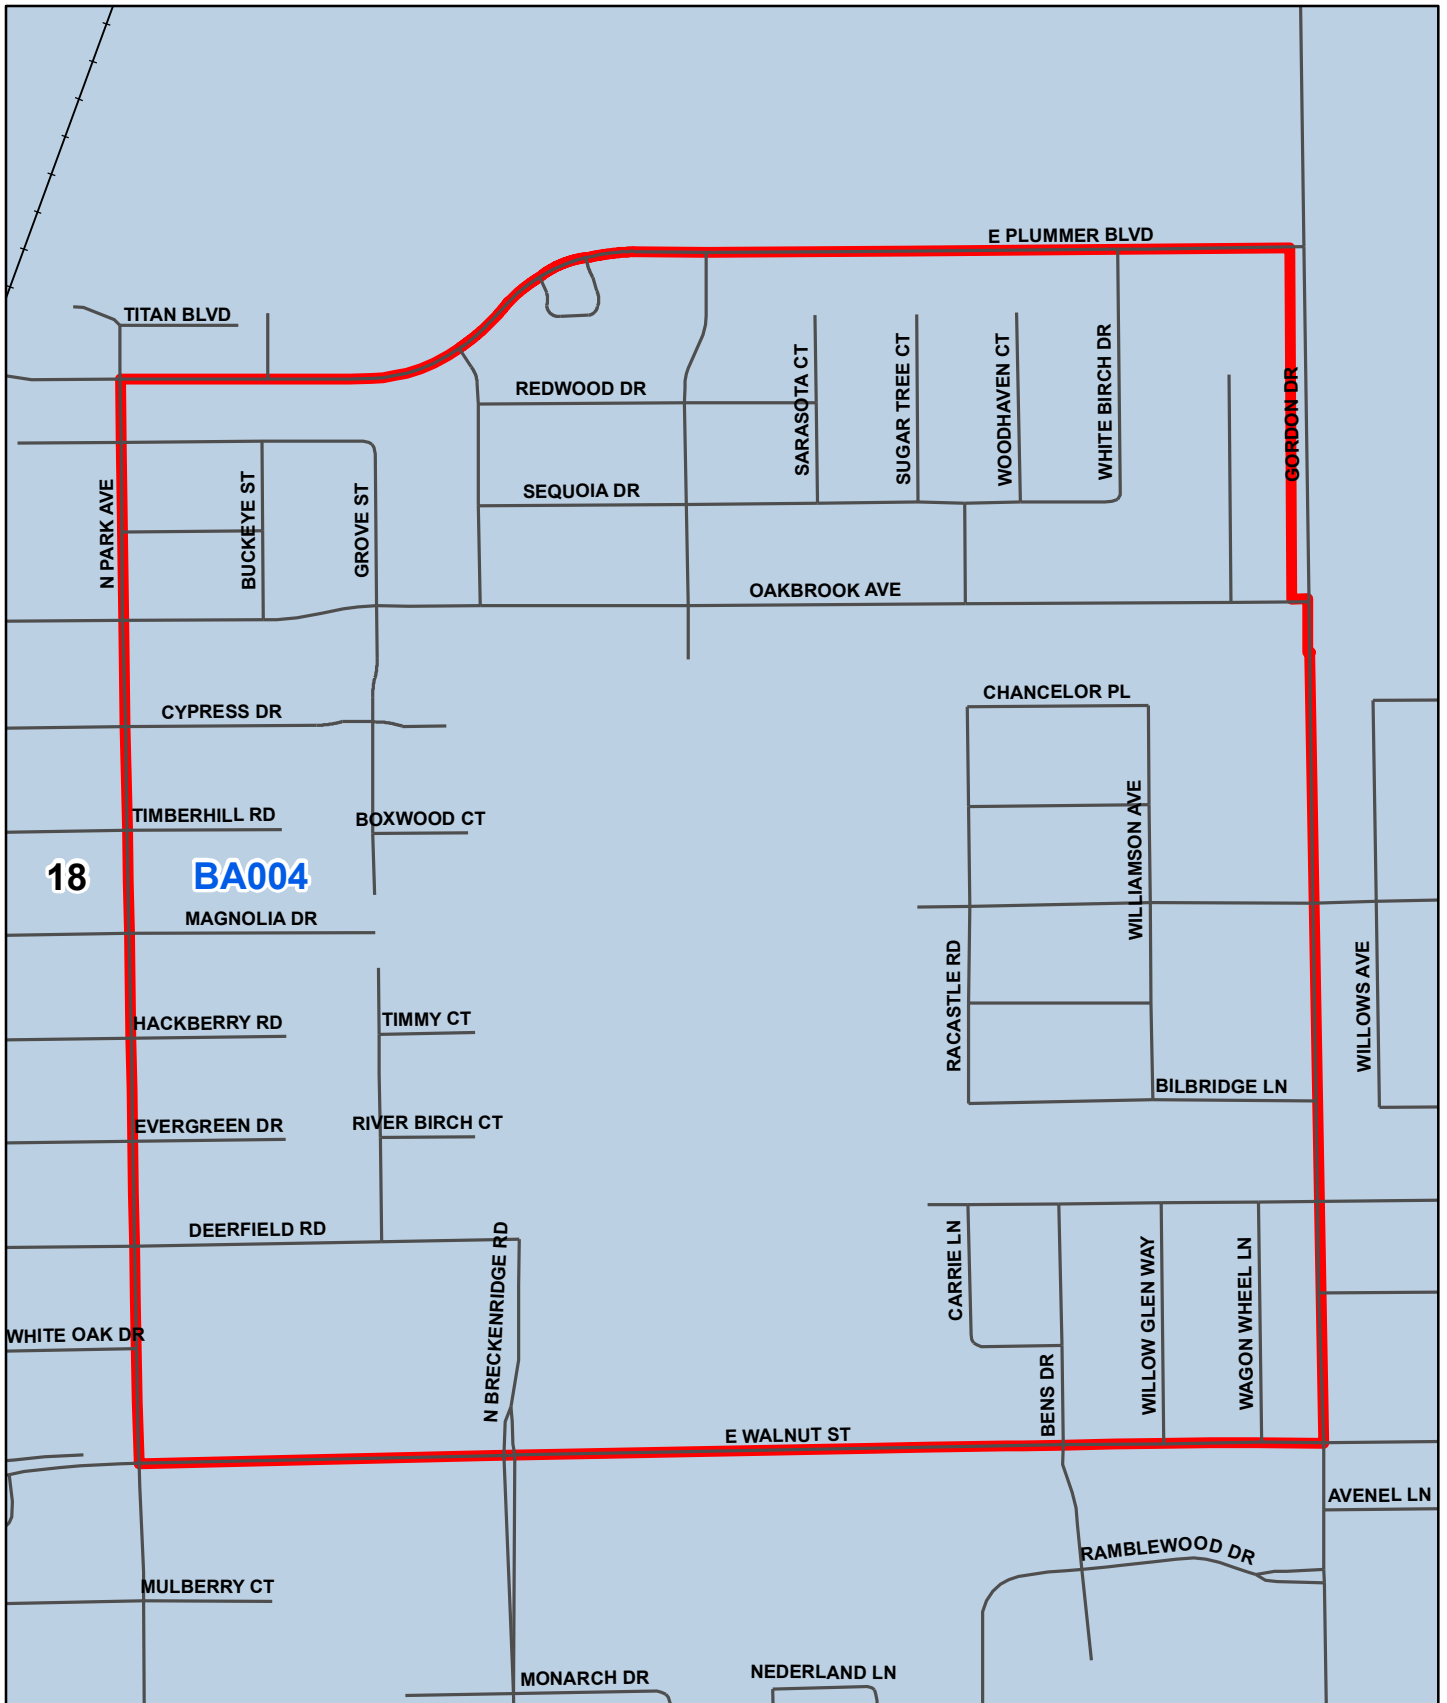 E PLUMMER BLVD
TITAN BLVD
REDWOOD DR
SARASOTA CT
SUGAR TREE CT
WOODHAVEN CT
WHITE BIRCH DR
GORDON DR
N PARK AVE
BUCKEYE ST
GROVE ST
SEQUOIA DR
OAKBROOK AVE
CYPRESS DR
CHANCELOR PL
TIMBERHILL RD
BOXWOOD CT
WILLIAMSON AVE
18
BA004
MAGNOLIA DR
RACASTLE RD
WILLOWS AVE
HACKBERRY RD
TIMMY CT
BILBRIDGE LN
EVERGREEN DR
RIVER BIRCH CT
DEERFIELD RD
N BRECKENRIDGE RD
CARRIE LN
WILLOW GLEN WAY
WAGON WHEEL LN
WHITE OAK DR
BENS DR
E WALNUT ST
AVENEL LN
RAMBLEWOOD DR
MULBERRY CT
MONARCH DR
NEDERLAND LN